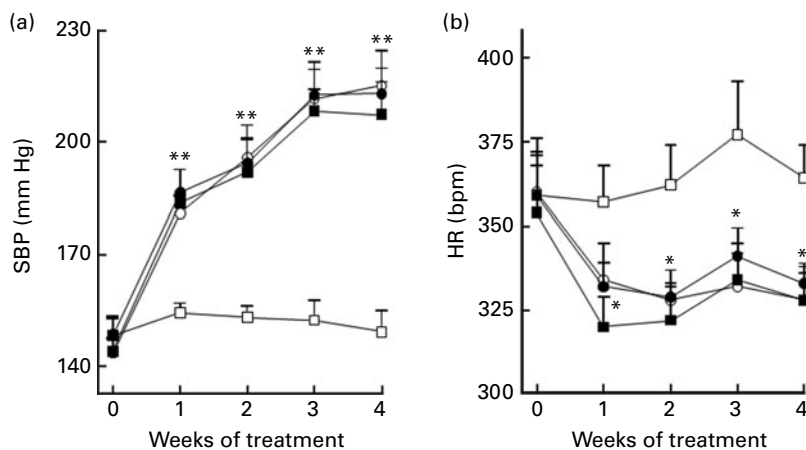 (a)
230
200
170
140
SBP (mm Hg)
** ** ** **
0 1 2 3 4
Weeks of treatment
(b)
400
375
350
325
300
HR (bpm)
* * * *
0 1 2 3 4
Weeks of treatment